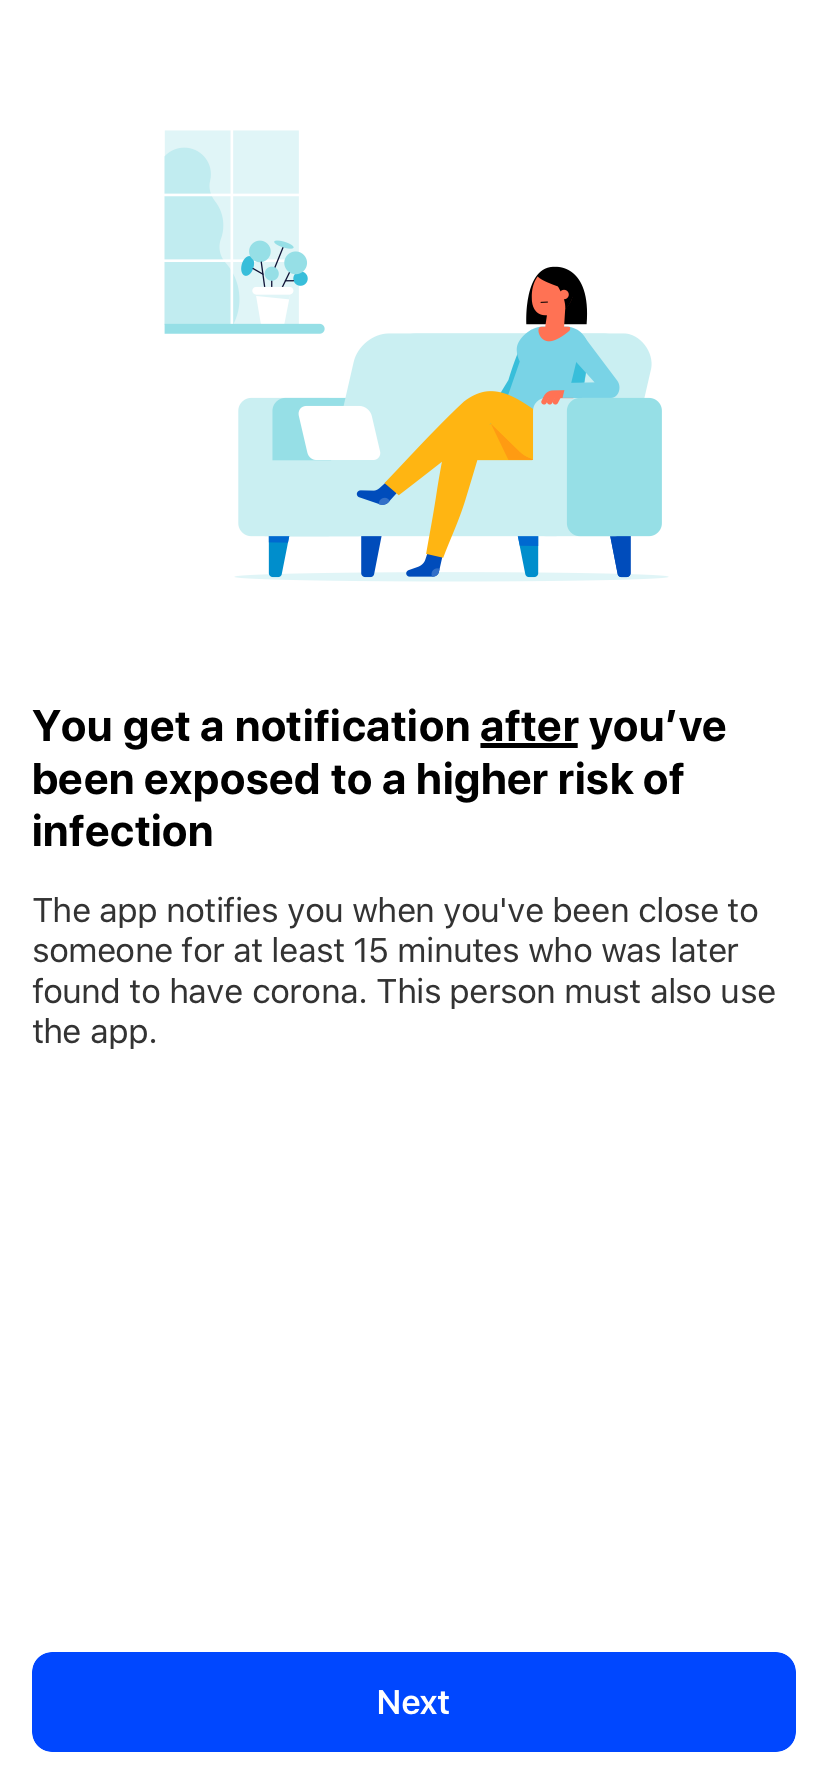 You get a notification after you’ve
been exposed to a higher risk of
infection
The app notifies you when you've been close to
someone for at least 15 minutes who was later
found to have corona. This person must also use
the app.
Next